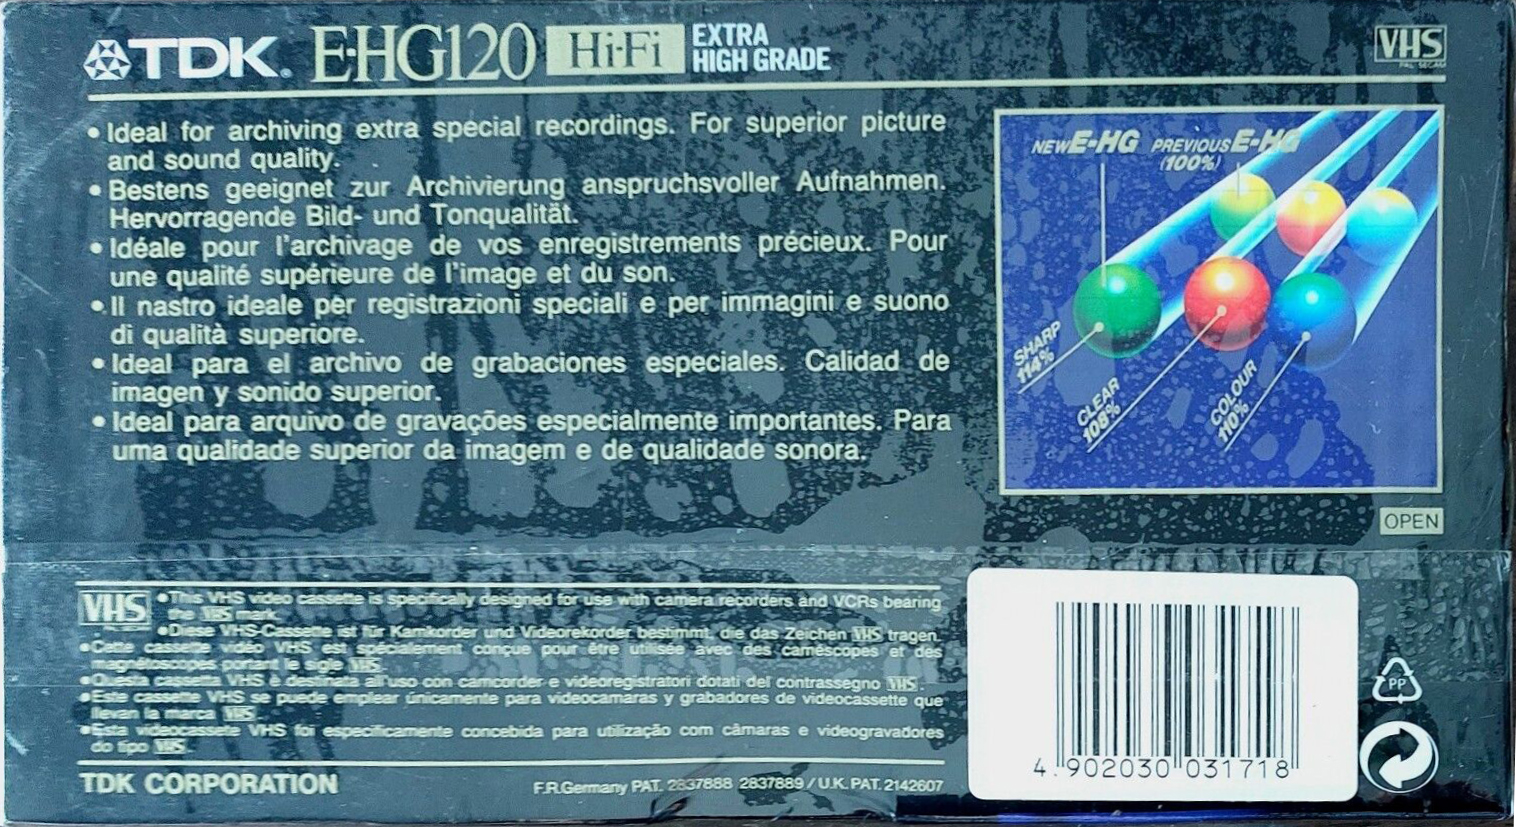 TDK. E-HG120 Hi-Fi EXTRA HIGH GRADE VHS
PAL SECAM
• Ideal for archiving extra special recordings. For superior picture
and sound quality.
• Bestens geeignet zur Archivierung anspruchsvoller Aufnahmen.
Hervorragende Bild- und Tonqualität.
• Idéale pour l'archivage de vos enregistrements précieux. Pour
une qualité supérieure de l'image et du son.
• Il nastro ideale per registrazioni speciali e per immagini e suono
di qualità superiore.
• Ideal para el archivo de grabaciones especiales. Calidad de
imagen y sonido superior.
• Ideal para arquivo de gravações especialmente importantes. Para
uma qualidade superior da imagem e de qualidade sonora.
NEW E-HG PREVIOUS E-HG
(100%)
SHARP
114%
CLEAR
108%
COLOUR
110%
OPEN
VHS
•This VHS video cassette is specifically designed for use with camera recorders and VCRs bearing
the VHS mark.
•Diese VHS-Cassette ist für Kamkorder und Videorekorder bestimmt, die das Zeichen VHS tragen.
•Cette cassette vidéo VHS est spécialement conçue pour être utilisée avec des caméscopes et des
magnétoscopes portant le sigle VHS.
•Questa cassetta VHS è destinata all'uso con camcorder e videoregistratori dotati del contrassegno VHS.
•Este cassette VHS se puede emplear únicamente para videocamaras y grabadores de videocassette que
llevan la marca VHS.
•Esta videocassete VHS foi especificamente concebida para utilização com câmaras e videogravadores
do tipo VHS.
TDK CORPORATION
F.R.Germany PAT. 2837888 2837889 / U.K. PAT. 2142607
4 902030 031718
PP